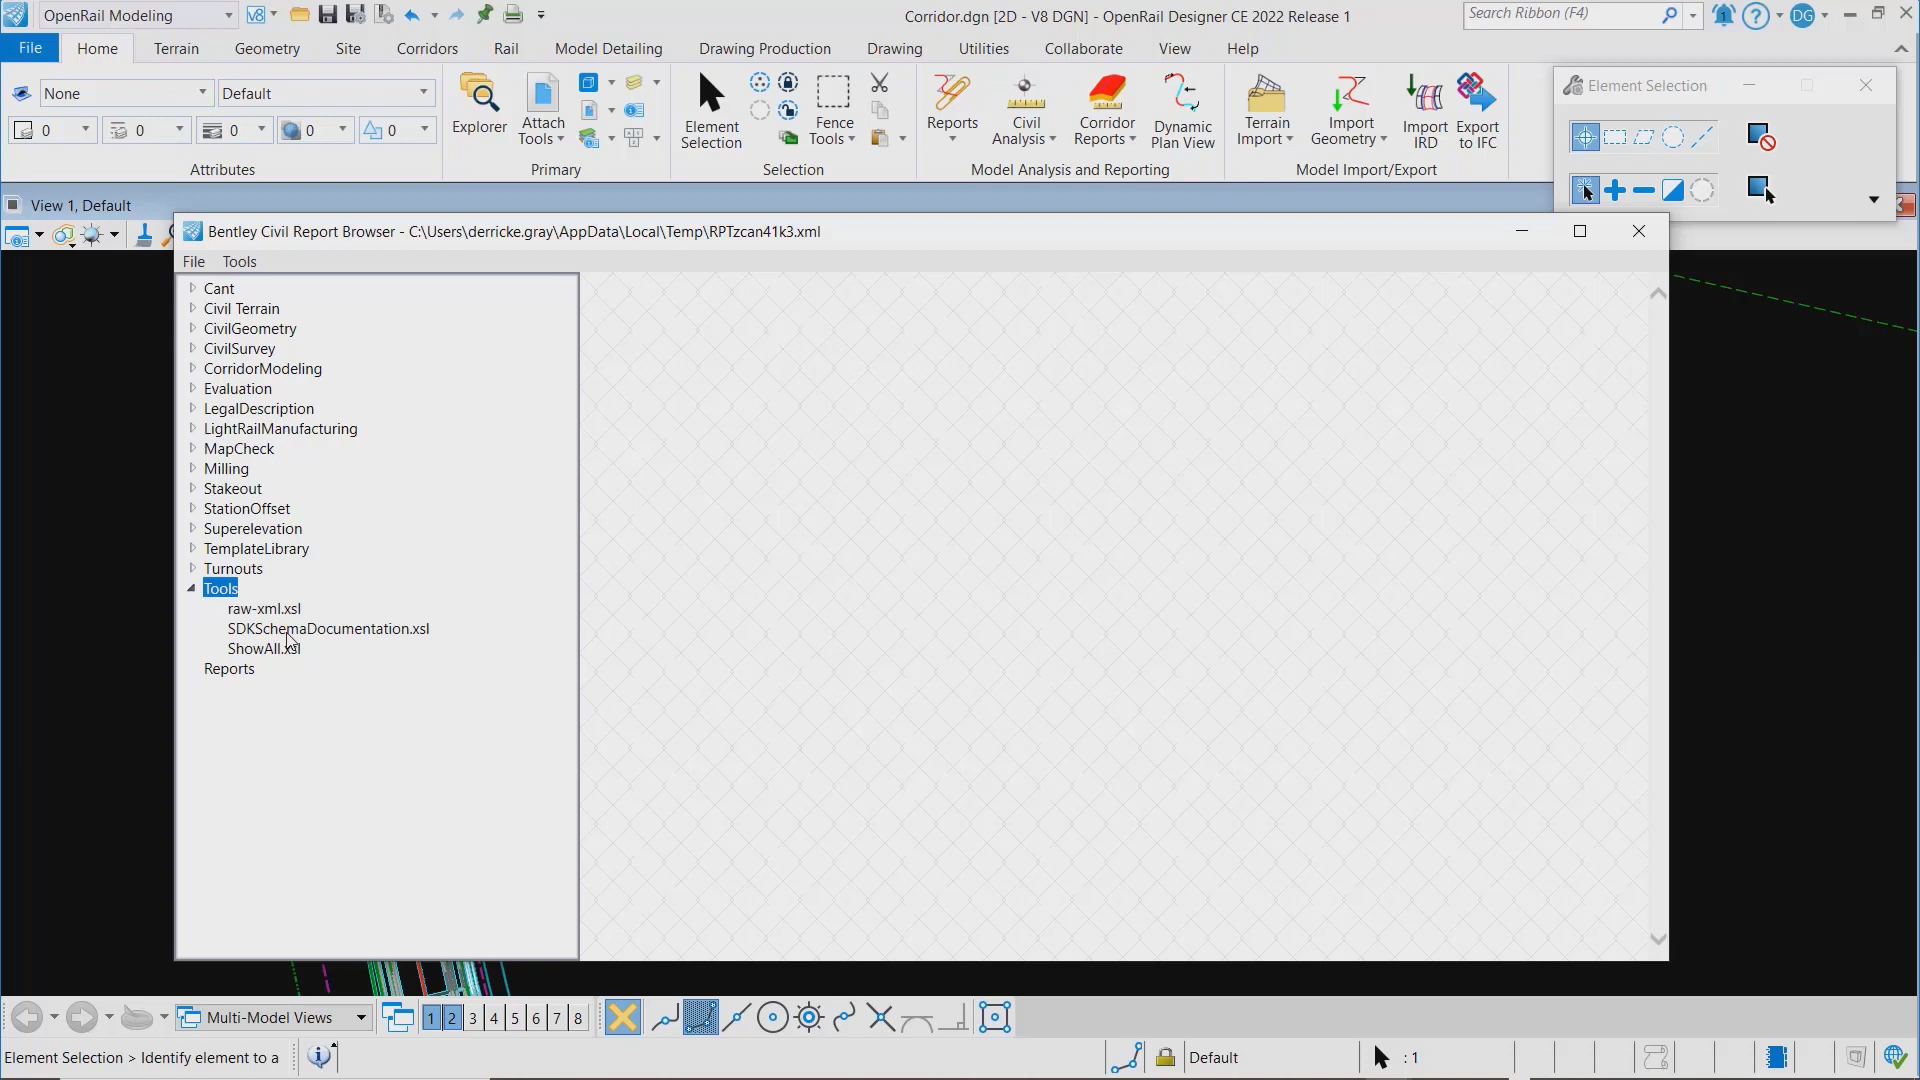 OpenRail Modeling
Corridor.dgn [2D - V8 DGN] - OpenRail Designer CE 2022 Release 1
Search Ribbon (F4)
DG
File
Home
Terrain
Geometry
Site
Corridors
Rail
Model Detailing
Drawing Production
Drawing
Utilities
Collaborate
View
Help
None
Default
0
0
0
0
0
Attributes
Explorer
Attach Tools
Primary
Element Selection
Fence Tools
Selection
Reports
Civil Analysis
Corridor Reports
Dynamic Plan View
Model Analysis and Reporting
Terrain Import
Import Geometry
Import IRD
Export to IFC
Model Import/Export
Element Selection
View 1, Default
Bentley Civil Report Browser - C:\Users\derricke.gray\AppData\Local\Temp\RPTzcan41k3.xml
File
Tools
Cant
Civil Terrain
CivilGeometry
CivilSurvey
CorridorModeling
Evaluation
LegalDescription
LightRailManufacturing
MapCheck
Milling
Stakeout
StationOffset
Superelevation
TemplateLibrary
Turnouts
Tools
raw-xml.xsl
SDKSchemaDocumentation.xsl
ShowAll.xsl
Reports
Multi-Model Views
1 2 3 4 5 6 7 8
Element Selection > Identify element to a
Default
: 1